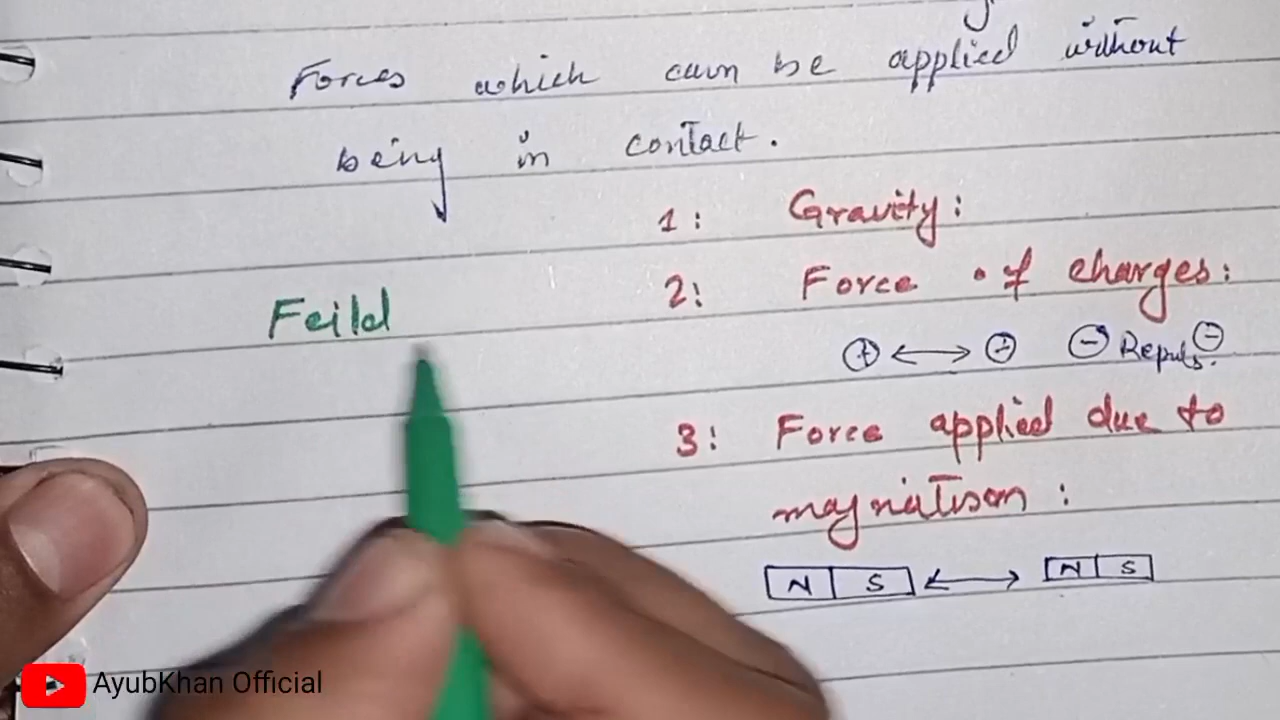 Forces which can be applied without
being in contact.
1: Gravity:
2: Force of charges:
Feild
+ + - Repuls. -
3: Force applied due to
magnatism:
N S N S
AyubKhan Official